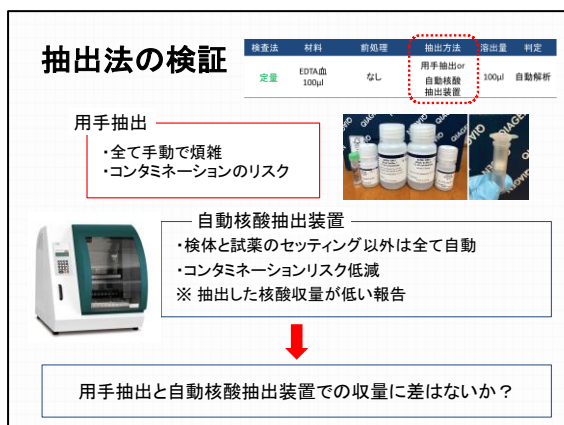 抽出法の検証
検査法 材料 前処理 抽出方法 溶出量 判定
定量 EDTA血 100μl なし 用手抽出or 自動核酸 抽出装置 100μl 自動解析
用手抽出
・全て手動で煩雑
・コンタミネーションのリスク
自動核酸抽出装置
・検体と試薬のセッティング以外は全て自動
・コンタミネーションリスク低減
※ 抽出した核酸収量が低い報告
用手抽出と自動核酸抽出装置での収量に差はないか？